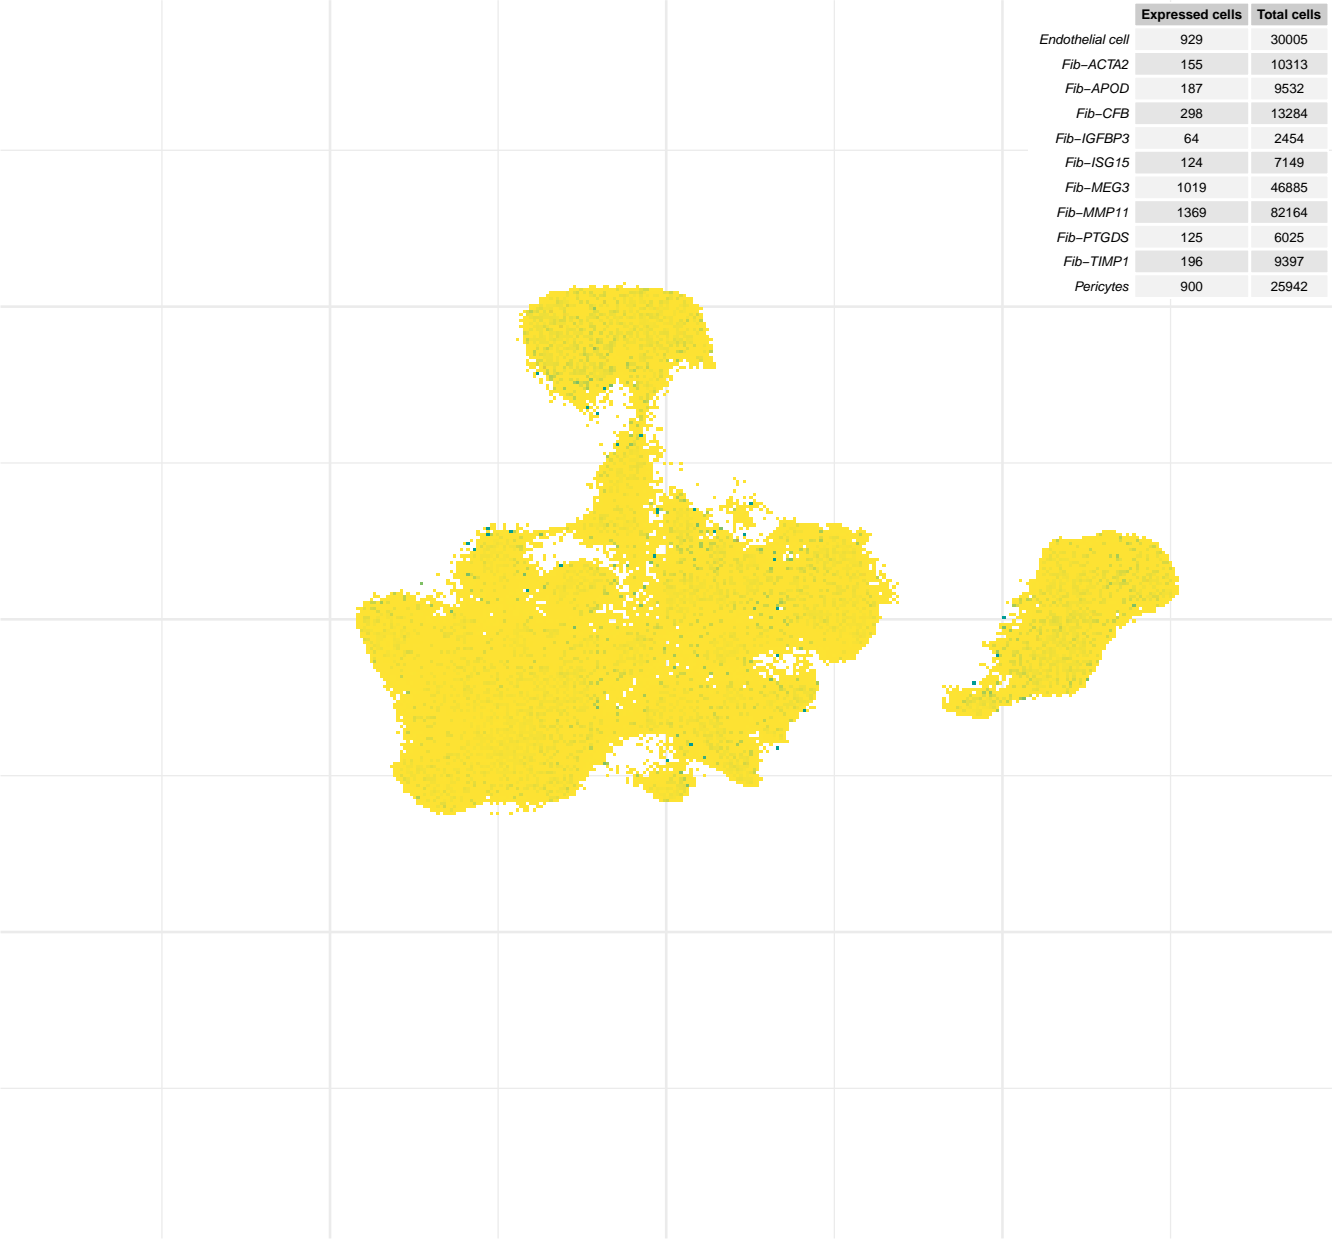 Expressed cells Total cells
Endothelial cell 929 30005
Fib−ACTA2 155 10313
Fib−APOD 187 9532
Fib−CFB 298 13284
Fib−IGFBP3 64 2454
Fib−ISG15 124 7149
Fib−MEG3 1019 46885
Fib−MMP11 1369 82164
Fib−PTGDS 125 6025
Fib−TIMP1 196 9397
Pericytes 900 25942